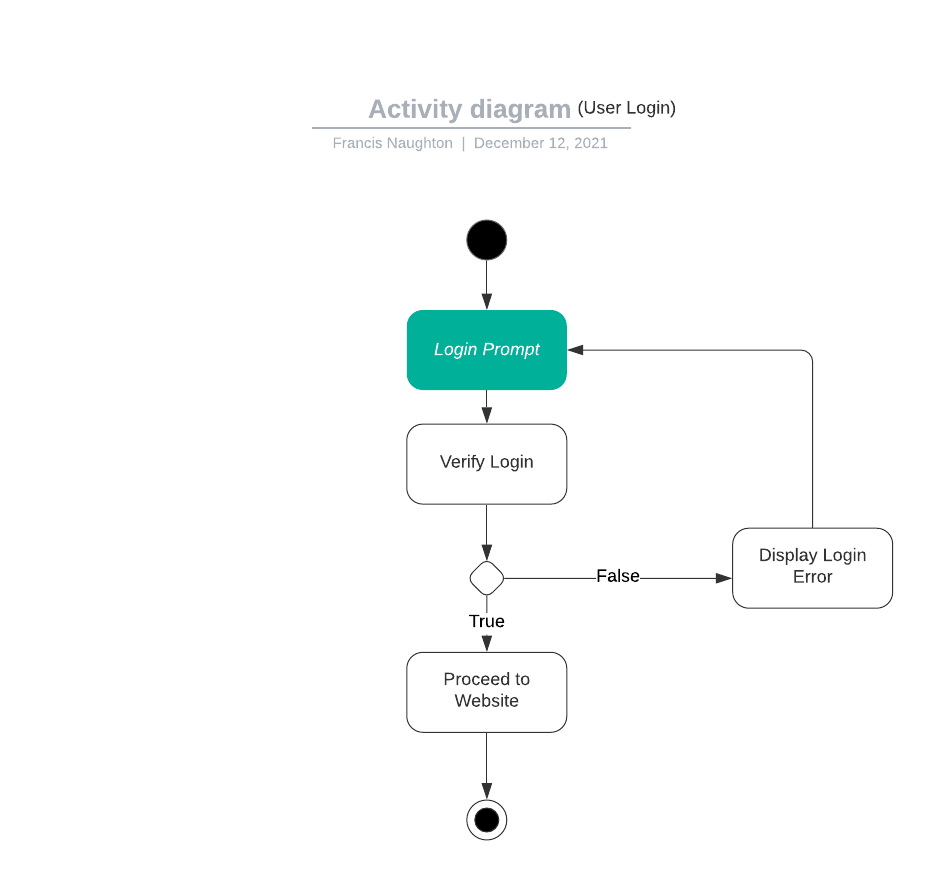 Activity diagram (User Login)
Francis Naughton | December 12, 2021
Login Prompt
Verify Login
Display Login
Error
False
True
Proceed to
Website